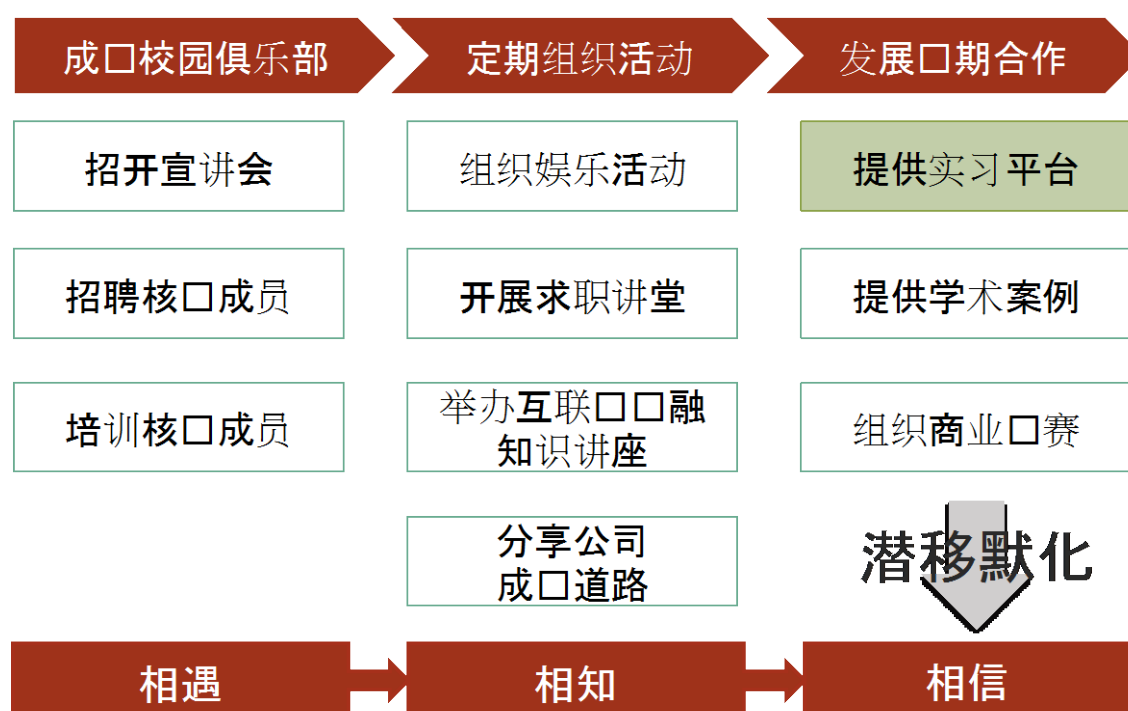 成□校园俱乐部
定期组织活动
发展□期合作
招开宣讲会
组织娱乐活动
提供实习平台
招聘核□成员
开展求职讲堂
提供学术案例
培训核□成员
举办互联□□融
知识讲座
组织商业□赛
分享公司
成□道路
潜移默化
相遇
相知
相信